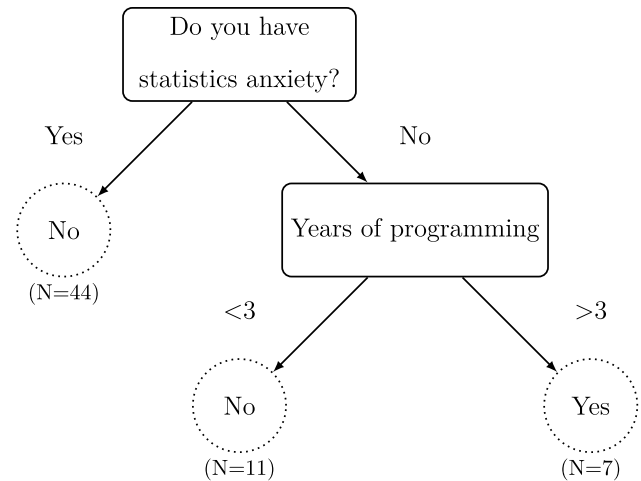 Do you have
statistics anxiety?
Yes
No
No
Years of programming
(N=44)
<3
>3
No
Yes
(N=11)
(N=7)